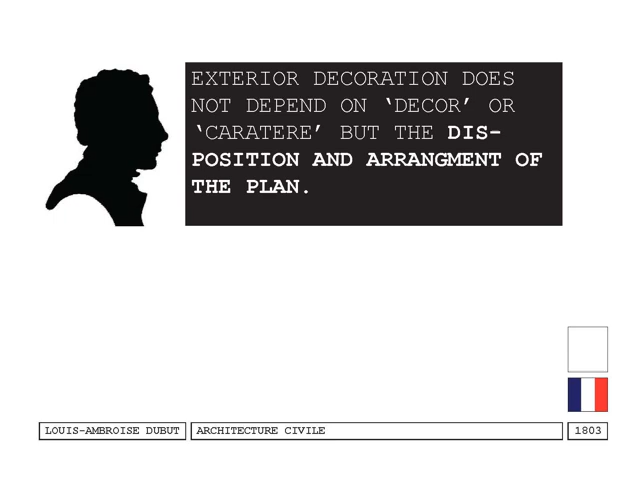 EXTERIOR DECORATION DOES
NOT DEPEND ON ‘DECOR’ OR
‘CARATERE’ BUT THE DIS-
POSITION AND ARRANGMENT OF
THE PLAN.
LOUIS-AMBROISE DUBUT
ARCHITECTURE CIVILE
1803